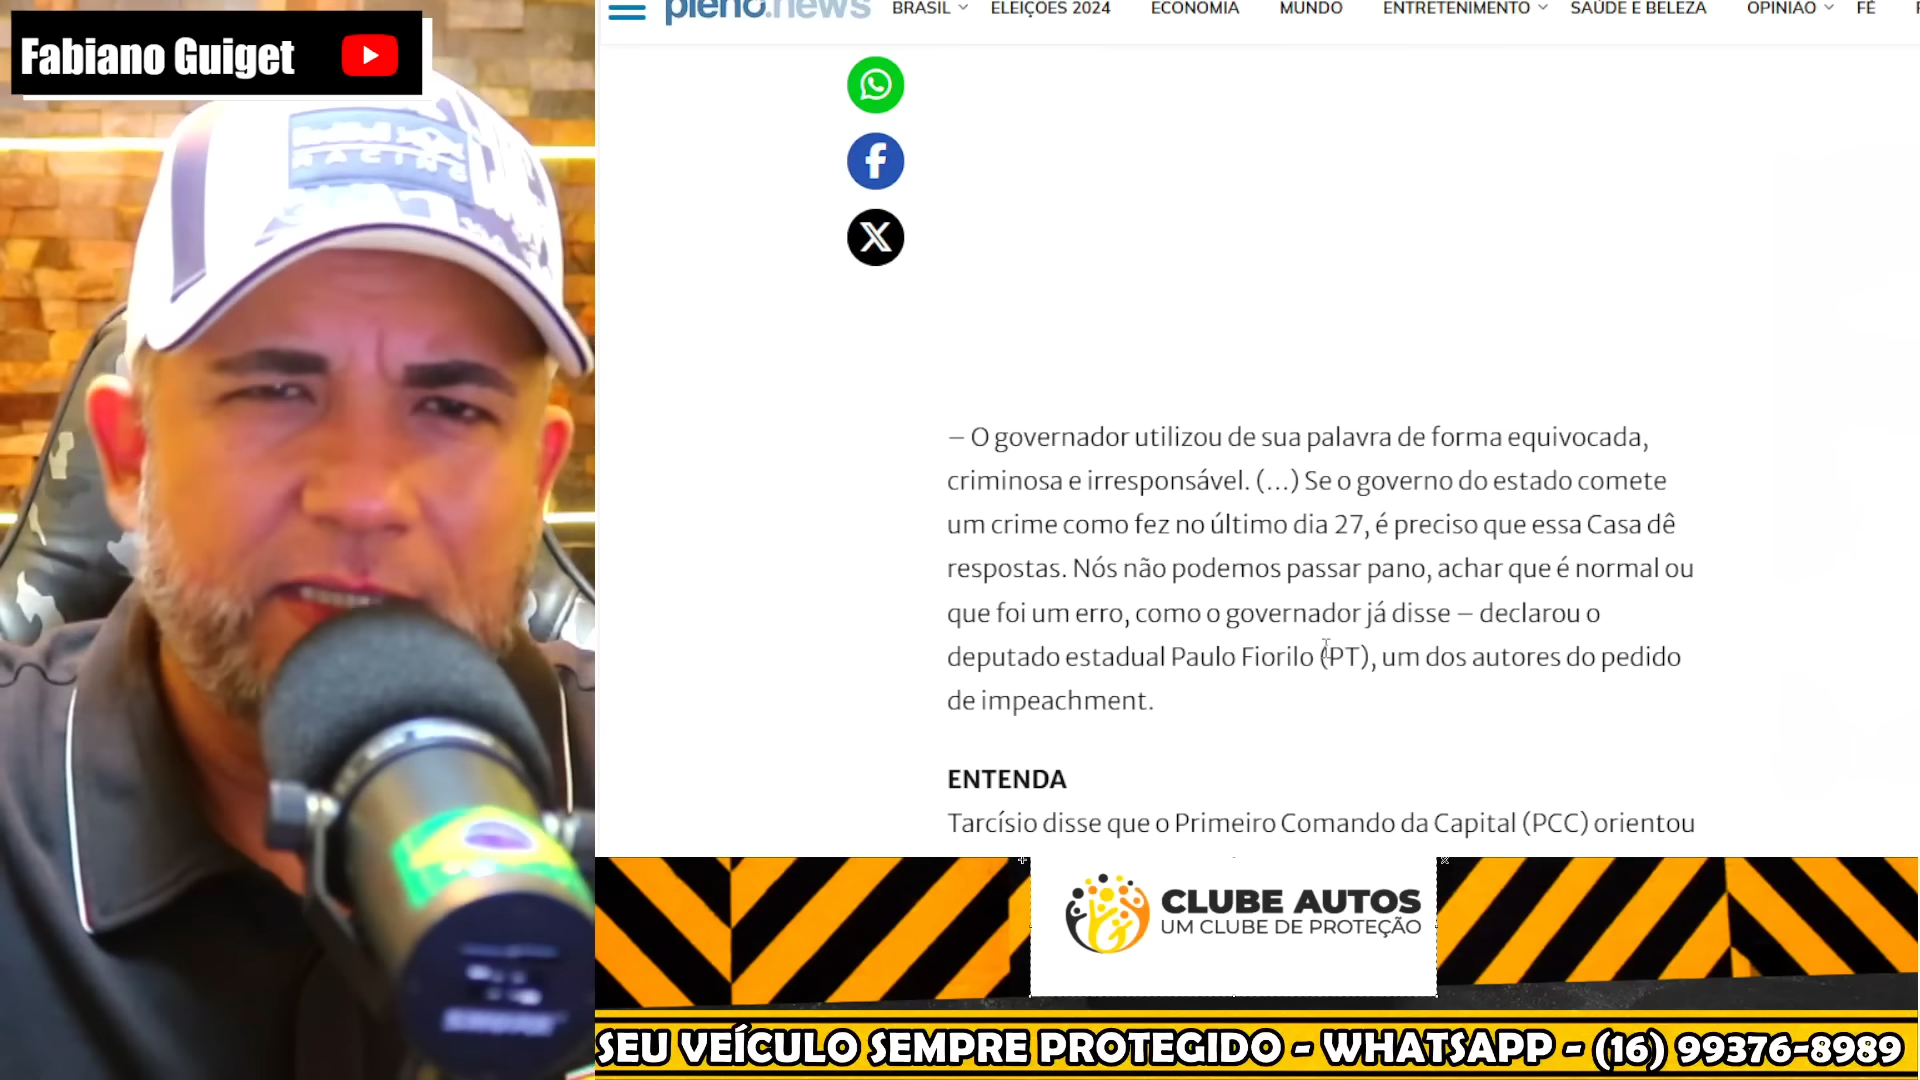 Fabiano Guiget
RACING
pleno.news
BRASIL
ELEIÇÕES 2024
ECONOMIA
MUNDO
ENTRETENIMENTO
SAÚDE E BELEZA
OPINIÃO
FÉ
– O governador utilizou de sua palavra de forma equivocada,
criminosa e irresponsável. (…) Se o governo do estado comete
um crime como fez no último dia 27, é preciso que essa Casa dê
respostas. Nós não podemos passar pano, achar que é normal ou
que foi um erro, como o governador já disse – declarou o
deputado estadual Paulo Fiorilo (PT), um dos autores do pedido
de impeachment.
ENTENDA
Tarcísio disse que o Primeiro Comando da Capital (PCC) orientou
CLUBE AUTOS
UM CLUBE DE PROTEÇÃO
SEU VEÍCULO SEMPRE PROTEGIDO - WHATSAPP - (16) 99376-8989